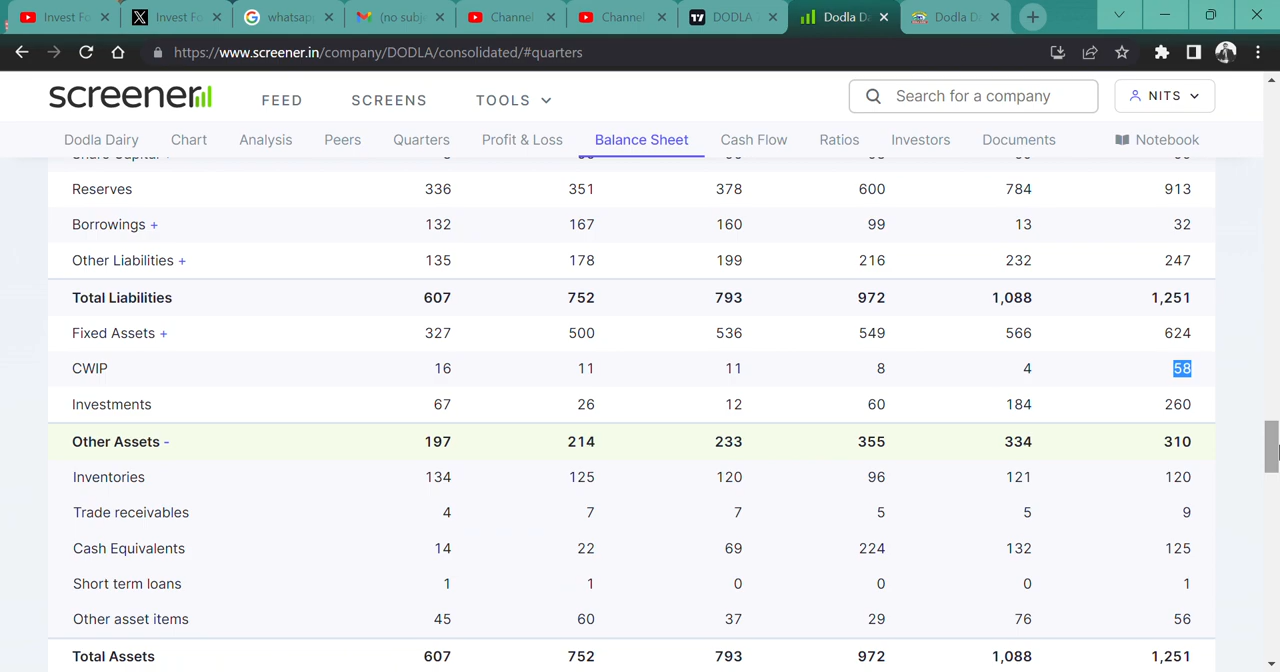 Invest Fo
Invest Fo
whatsapp
(no subj
Channel
Channel
DODLA
Dodla Da
Dodla D
https://www.screener.in/company/DODLA/consolidated/#quarters
screener
FEED SCREENS TOOLS
Search for a company
NITS
Dodla Dairy Chart Analysis Peers Quarters Profit & Loss Balance Sheet Cash Flow Ratios Investors Documents Notebook
Reserves 336 351 378 600 784 913
Borrowings + 132 167 160 99 13 32
Other Liabilities + 135 178 199 216 232 247
Total Liabilities 607 752 793 972 1,088 1,251
Fixed Assets + 327 500 536 549 566 624
CWIP 16 11 11 8 4 58
Investments 67 26 12 60 184 260
Other Assets - 197 214 233 355 334 310
Inventories 134 125 120 96 121 120
Trade receivables 4 7 7 5 5 9
Cash Equivalents 14 22 69 224 132 125
Short term loans 1 1 0 0 0 1
Other asset items 45 60 37 29 76 56
Total Assets 607 752 793 972 1,088 1,251